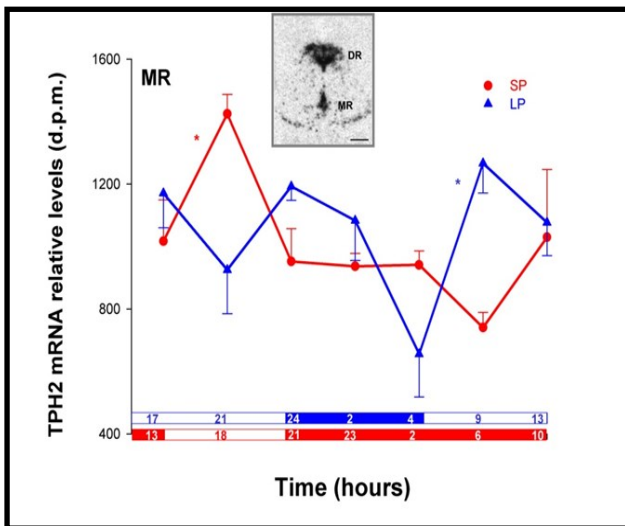 1600
MR
DR
MR
SP
LP
*
*
1200
800
400
TPH2 mRNA relative levels (d.p.m.)
17 21 24 2 4 9 13
13 18 21 23 2 6 10
Time (hours)